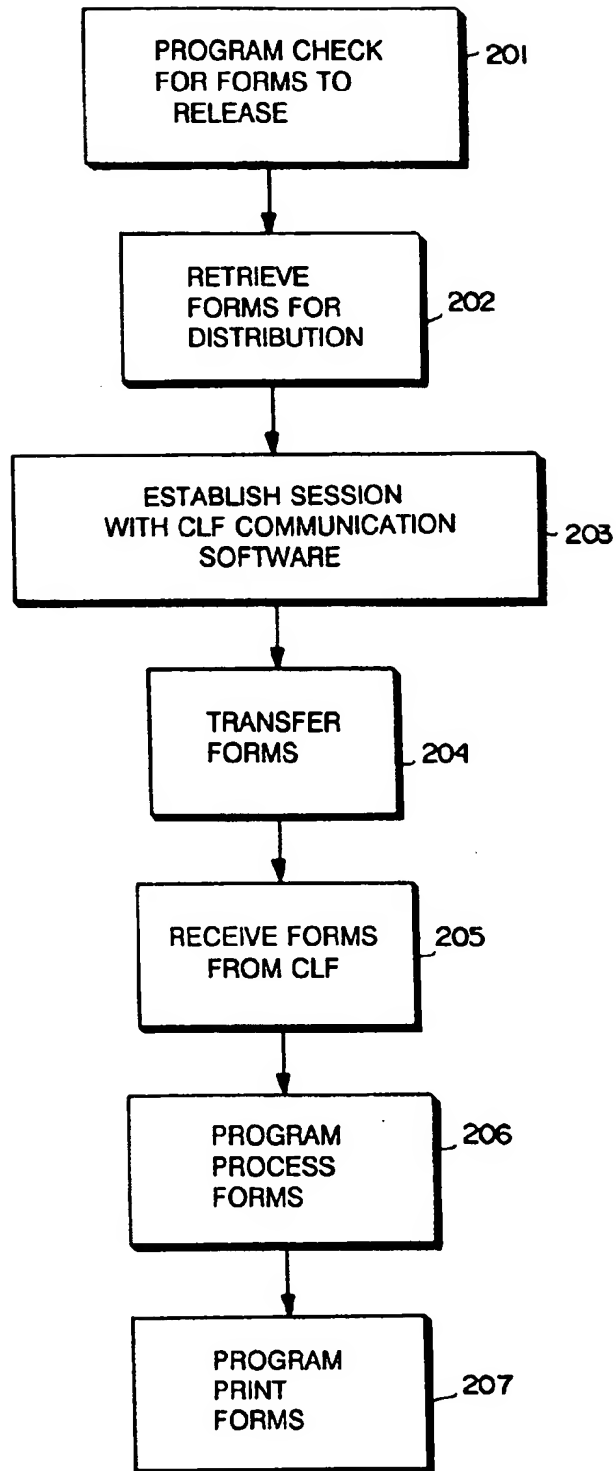 PROGRAM CHECK
FOR FORMS TO
RELEASE
201
RETRIEVE
FORMS FOR
DISTRIBUTION
202
ESTABLISH SESSION
WITH CLF COMMUNICATION
SOFTWARE
203
TRANSFER
FORMS
204
RECEIVE FORMS
FROM CLF
205
PROGRAM
PROCESS
FORMS
206
PROGRAM
PRINT
FORMS
207